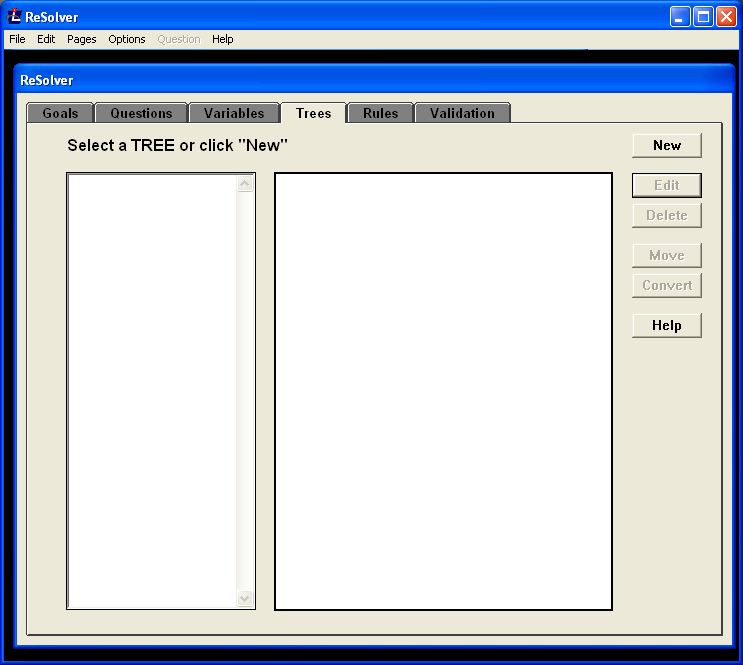 ReSolver
File Edit Pages Options Question Help
ReSolver
Goals Questions Variables Trees Rules Validation
Select a TREE or click "New"
New
Edit
Delete
Move
Convert
Help